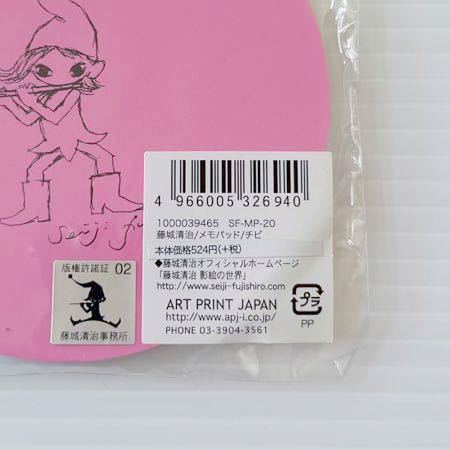 seiji fu
4 966005 326940
1000039465 SF-MP-20
藤城清治/メモパッド/チビ
本体価格524円(+税)
◆藤城清治オフィシャルホームページ
「藤城清治 影絵の世界」
http://www.seiji-fujishiro.com/
ART PRINT JAPAN
http://www.apj-i.co.jp/
PHONE 03-3904-3561
プラ
PP
版権許諾証 02
藤城清治事務所